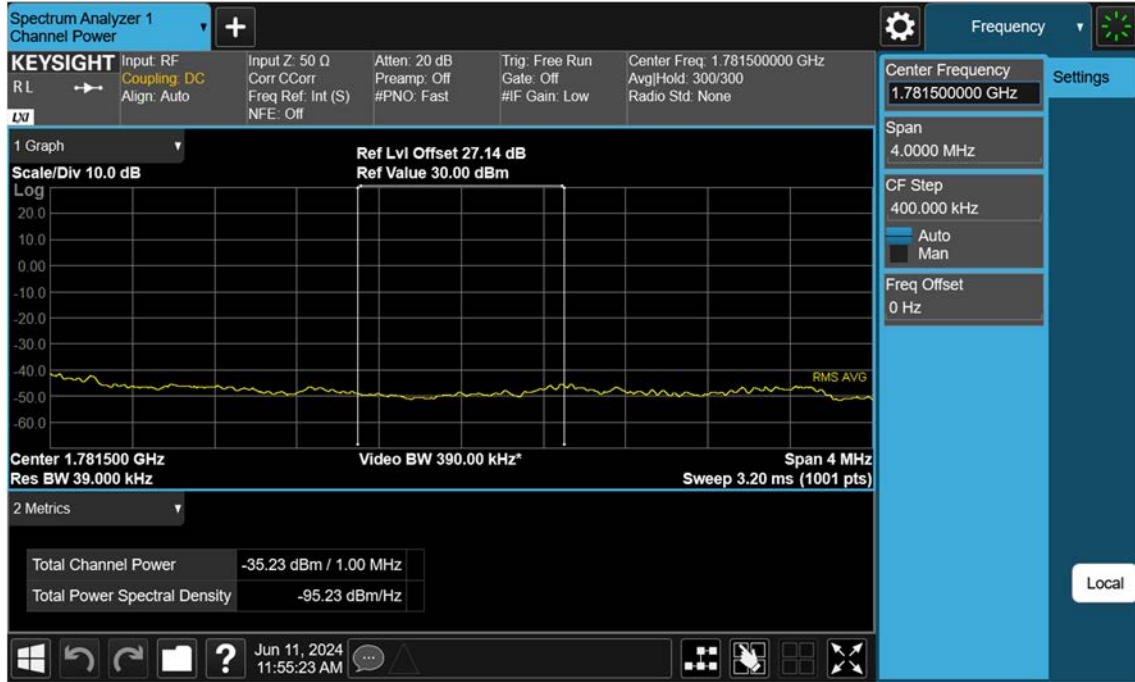 Spectrum Analyzer 1
Channel Power
Frequency
KEYSIGHT
R L
LXI
Input: RF
Coupling: DC
Align: Auto
Input Z: 50 Ω
Corr CCorr
Freq Ref: Int (S)
NFE: Off
Atten: 20 dB
Preamp: Off
#PNO: Fast
Trig: Free Run
Gate: Off
#IF Gain: Low
Center Freq: 1.781500000 GHz
Avg|Hold: 300/300
Radio Std: None
Center Frequency
1.781500000 GHz
Settings
Span
4.0000 MHz
CF Step
400.000 kHz
Auto
Man
Freq Offset
0 Hz
Local
1 Graph
Scale/Div 10.0 dB
Ref Lvl Offset 27.14 dB
Ref Value 30.00 dBm
Log
20.0
10.0
0.00
-10.0
-20.0
-30.0
-40.0
-50.0
-60.0
RMS AVG
Center 1.781500 GHz
Video BW 390.00 kHz*
Span 4 MHz
Res BW 39.000 kHz
Sweep 3.20 ms (1001 pts)
2 Metrics
Total Channel Power -35.23 dBm / 1.00 MHz
Total Power Spectral Density -95.23 dBm/Hz
?
Jun 11, 2024
11:55:23 AM